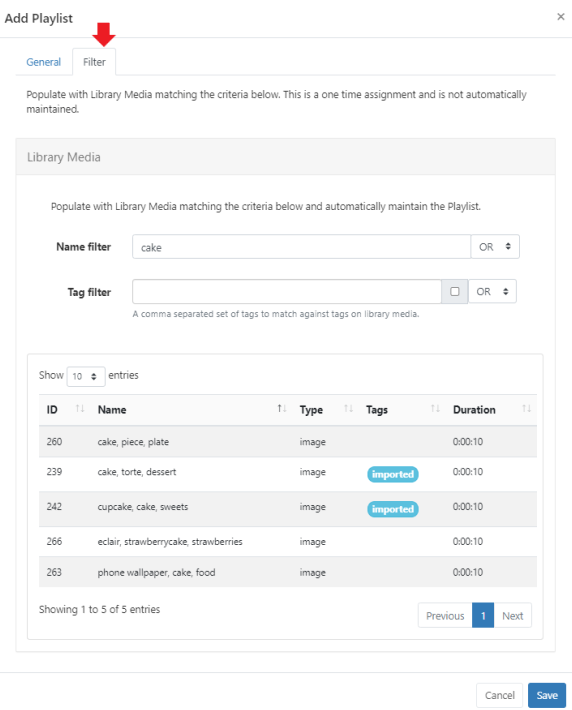 Add Playlist ×
General Filter
Populate with Library Media matching the criteria below. This is a one time assignment and is not automatically
maintained.
Library Media
Populate with Library Media matching the criteria below and automatically maintain the Playlist.
Name filter cake OR
Tag filter OR
A comma separated set of tags to match against tags on library media.
Show 10 entries
ID Name Type Tags Duration
260 cake, piece, plate image 0:00:10
239 cake, torte, dessert image imported 0:00:10
242 cupcake, cake, sweets image imported 0:00:10
266 eclair, strawberrycake, strawberries image 0:00:10
263 phone wallpaper, cake, food image 0:00:10
Showing 1 to 5 of 5 entries
Previous 1 Next
Cancel Save